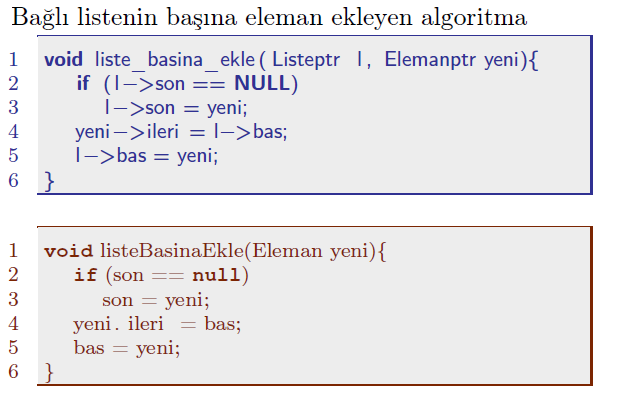 Bağlı listenin başına eleman ekleyen algoritma
1 void liste_basina_ekle(Listeptr l, Elemanptr yeni){
2 if (l->son == NULL)
3 l->son = yeni;
4 yeni->ileri = l->bas;
5 l->bas = yeni;
6 }
1 void listeBasinaEkle(Eleman yeni){
2 if (son == null)
3 son = yeni;
4 yeni.ileri = bas;
5 bas = yeni;
6 }